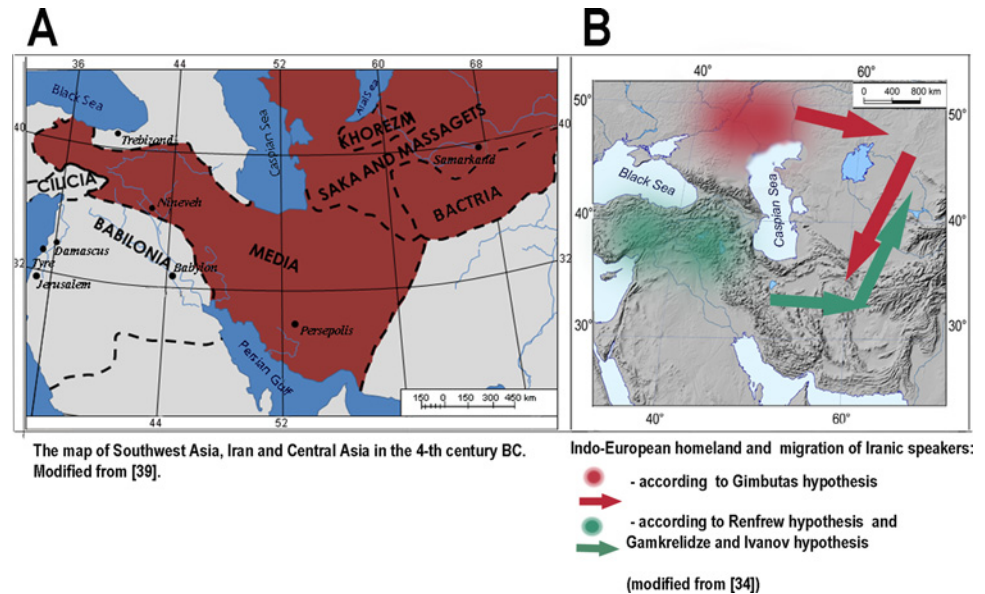 A
36
44
52
60
68
Black Sea
Caspian Sea
Aral sea
40
40
Trebizond
KHOREZM
SAKA AND MASSAGETS
Samarkand
CILICIA
BACTRIA
Nineveh
BABILONIA
MEDIA
Damascus
Tyre
Babylon
Jerusalem
32
32
Persepolis
Persian Gulf
150 0 150 300 450 km
44
52
The map of Southwest Asia, Iran and Central Asia in the 4-th century BC.
Modified from [39].
B
40°
60°
0 400 800 km
50°
50°
Black Sea
Caspian Sea
40°
40°
30°
30°
40°
60°
Indo-European homeland and migration of Iranic speakers:
- according to Gimbutas hypothesis
- according to Renfrew hypothesis and
Gamkrelidze and Ivanov hypothesis
(modified from [34])